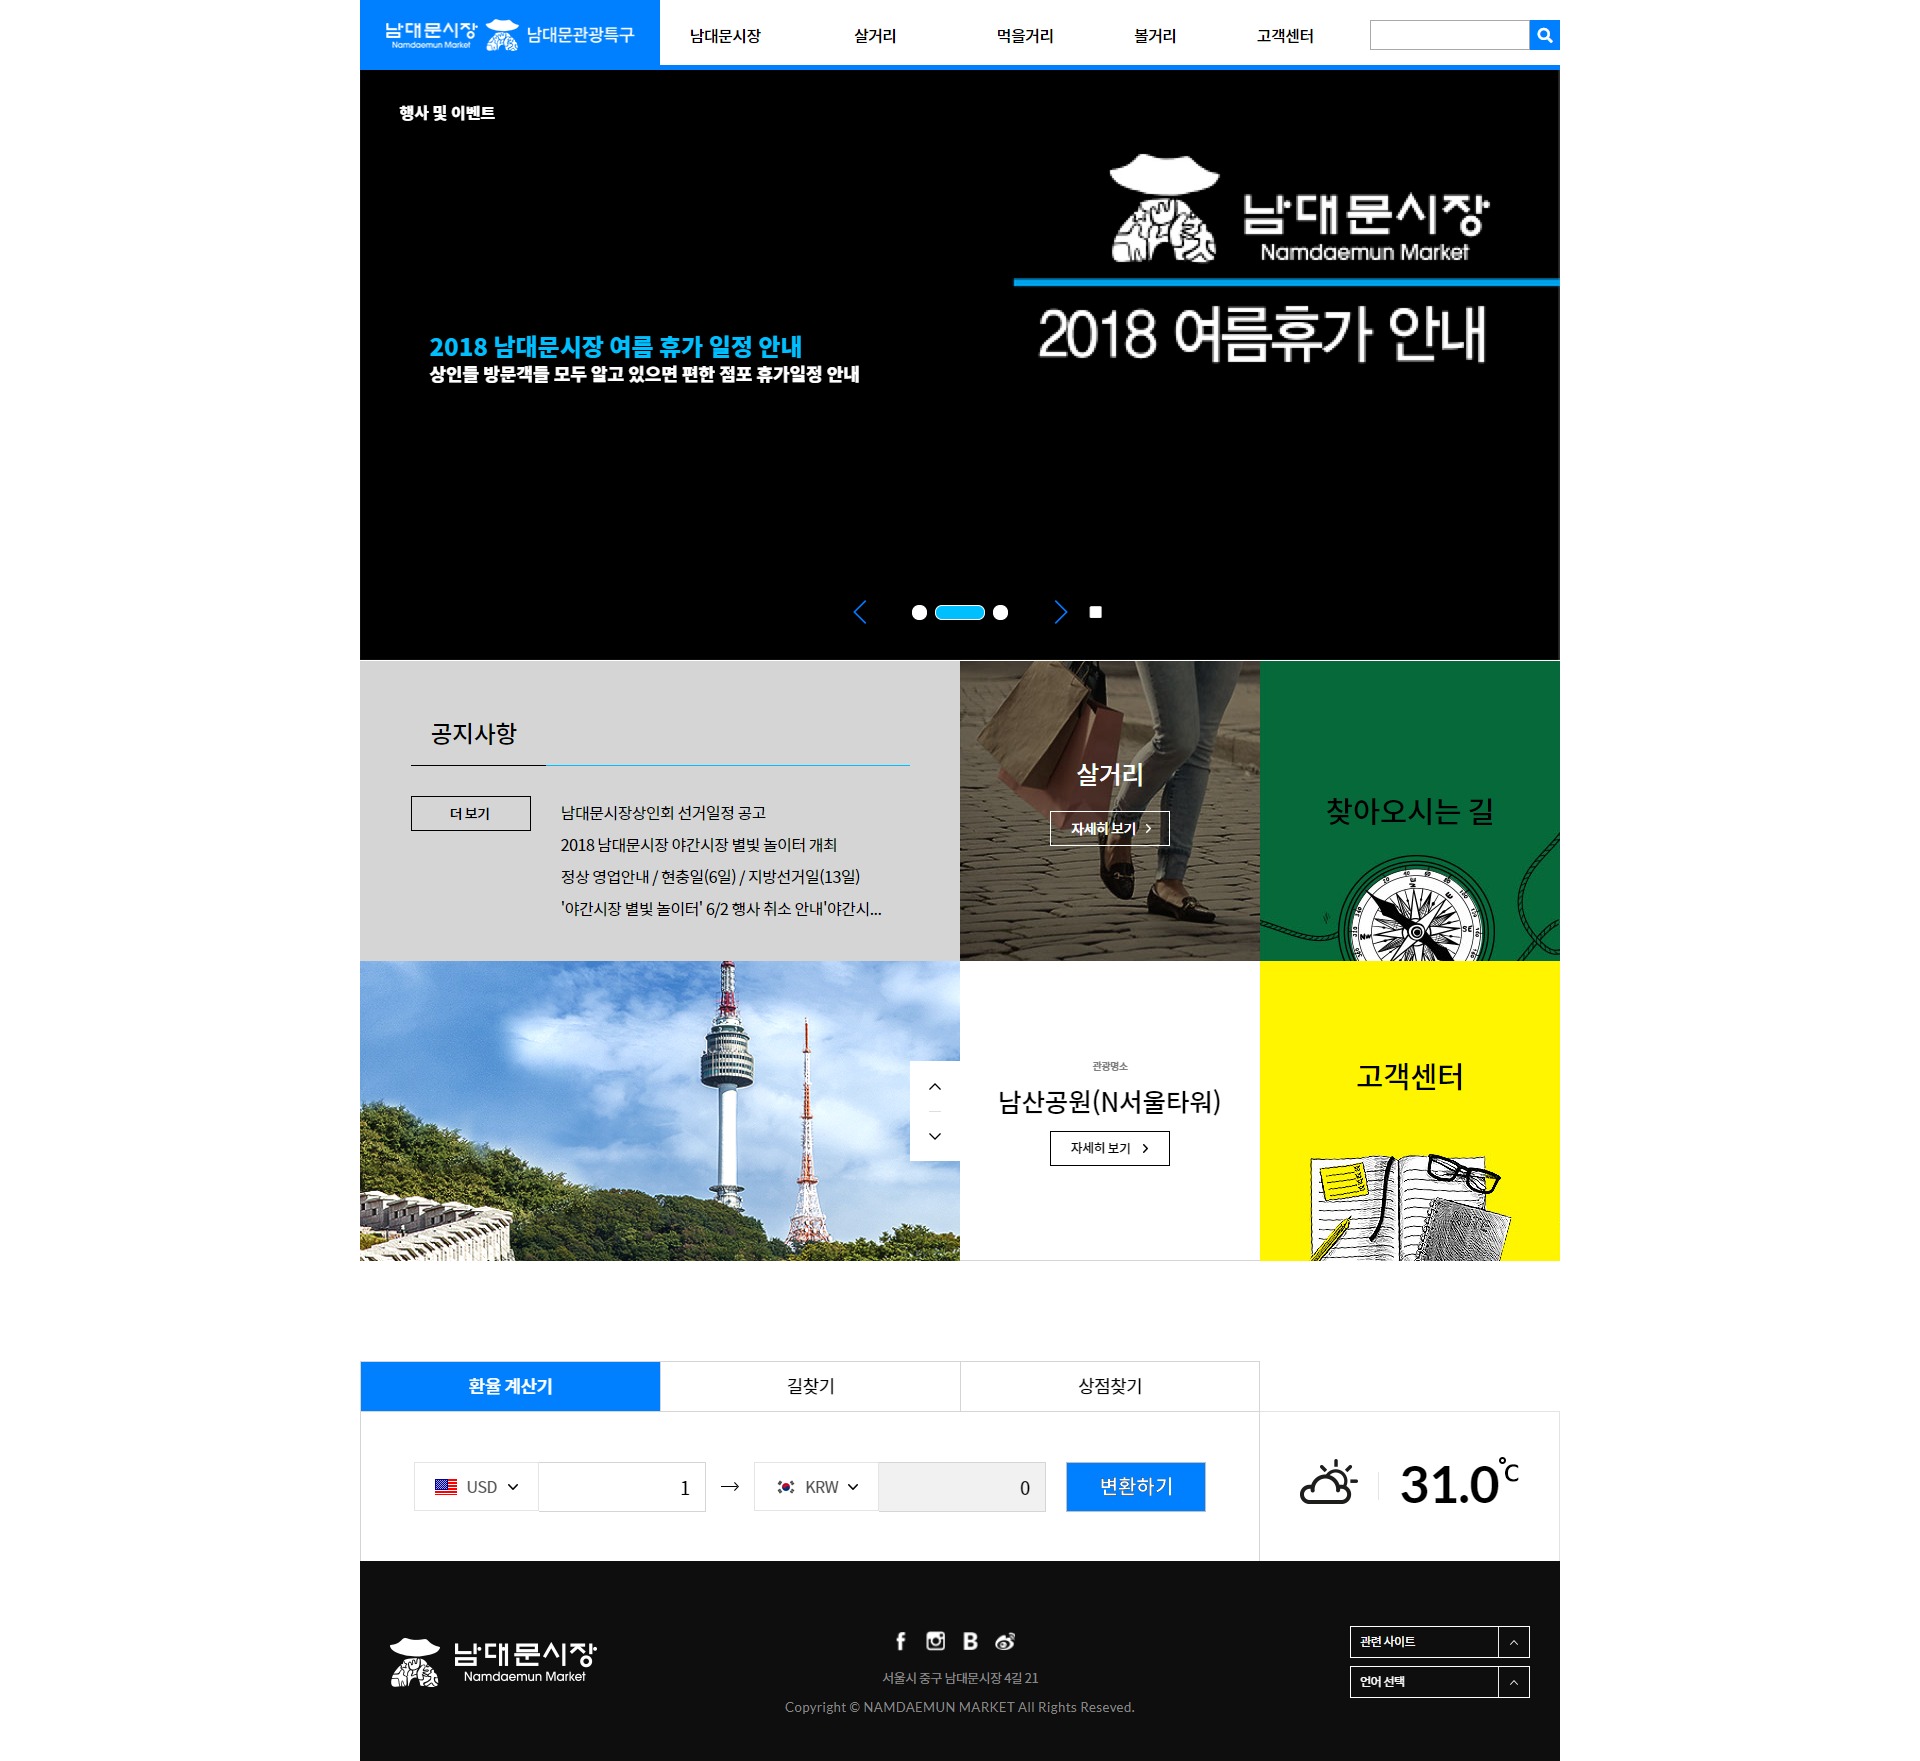 남대문시장
Namdaemun Market
남대문관광특구
남대문시장 살거리 먹을거리 볼거리 고객센터
행사 및 이벤트
남대문시장
Namdaemun Market
2018 여름휴가 안내
2018 남대문시장 여름 휴가 일정 안내
상인들 방문객들 모두 알고 있으면 편한 점포 휴가일정 안내
공지사항
더 보기
남대문시장상인회 선거일정 공고
2018 남대문시장 야간시장 별빛 놀이터 개최
정상 영업안내 / 현충일(6일) / 지방선거일(13일)
'야간시장 별빛 놀이터' 6/2 행사 취소 안내'야간시...
살거리
자세히 보기
찾아오시는 길
관광명소
남산공원(N서울타워)
자세히 보기
고객센터
환율 계산기 길찾기 상점찾기
USD 1 → KRW 0 변환하기
31.0℃
남대문시장
Namdaemun Market
서울시 중구 남대문시장 4길 21
Copyright © NAMDAEMUN MARKET All Rights Reseved.
관련 사이트
언어 선택